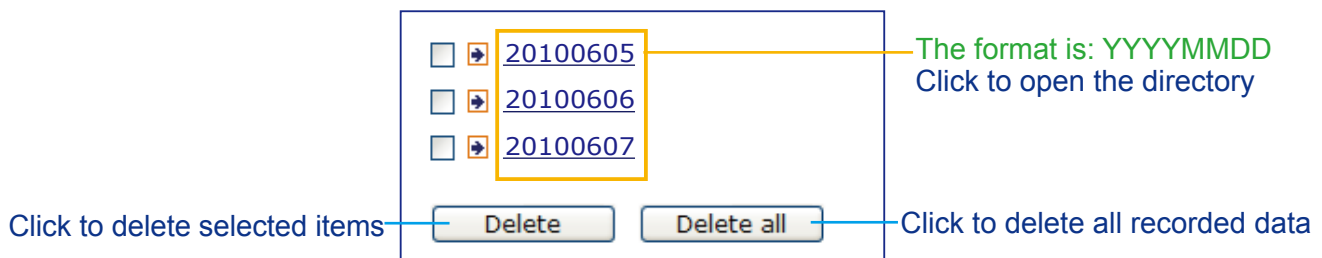 20100605
The format is: YYYYMMDD
Click to open the directory
20100606
20100607
Click to delete selected items
Delete
Delete all
Click to delete all recorded data